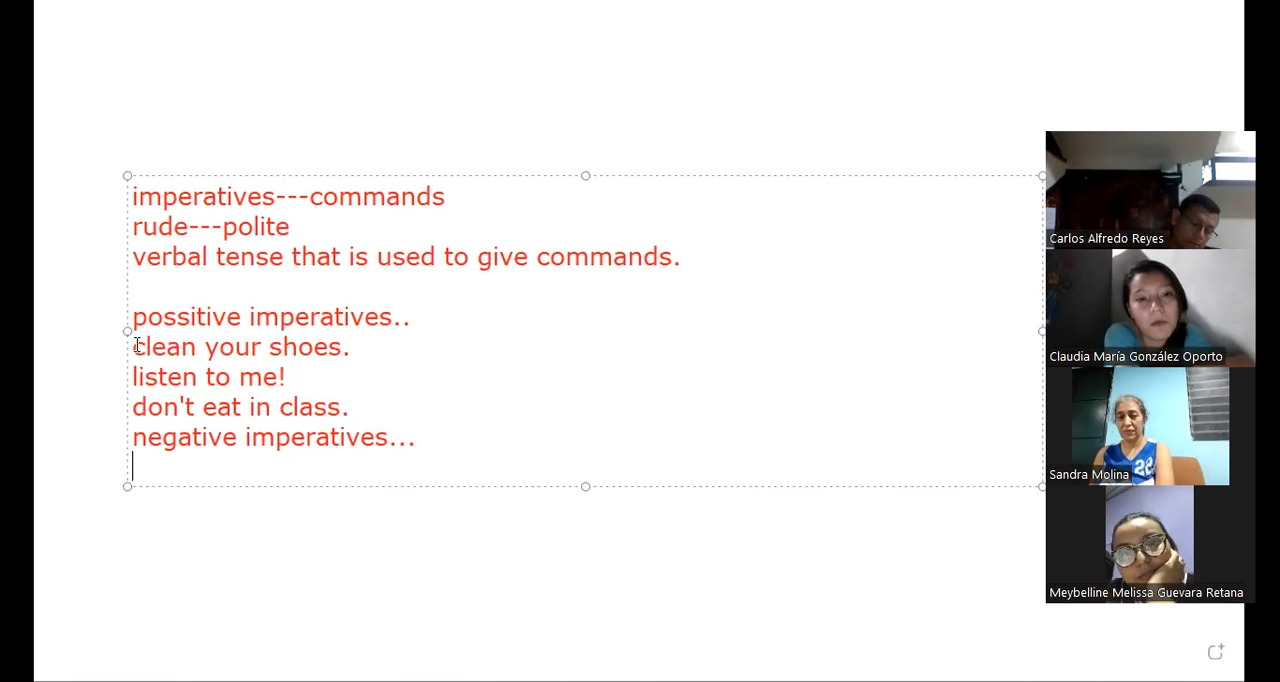 imperatives---commands
rude---polite
verbal tense that is used to give commands.
possitive imperatives..
clean your shoes.
listen to me!
don't eat in class.
negative imperatives...
Carlos Alfredo Reyes
Claudia María González Oporto
22
Sandra Molina
Meybelline Melissa Guevara Retana